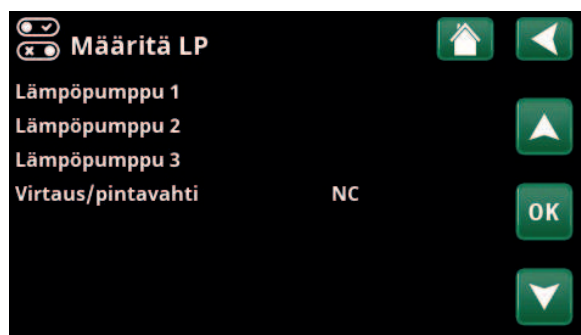 Määritä LP
Lämpöpumppu 1
Lämpöpumppu 2
Lämpöpumppu 3
Virtaus/pintavahti NC
OK